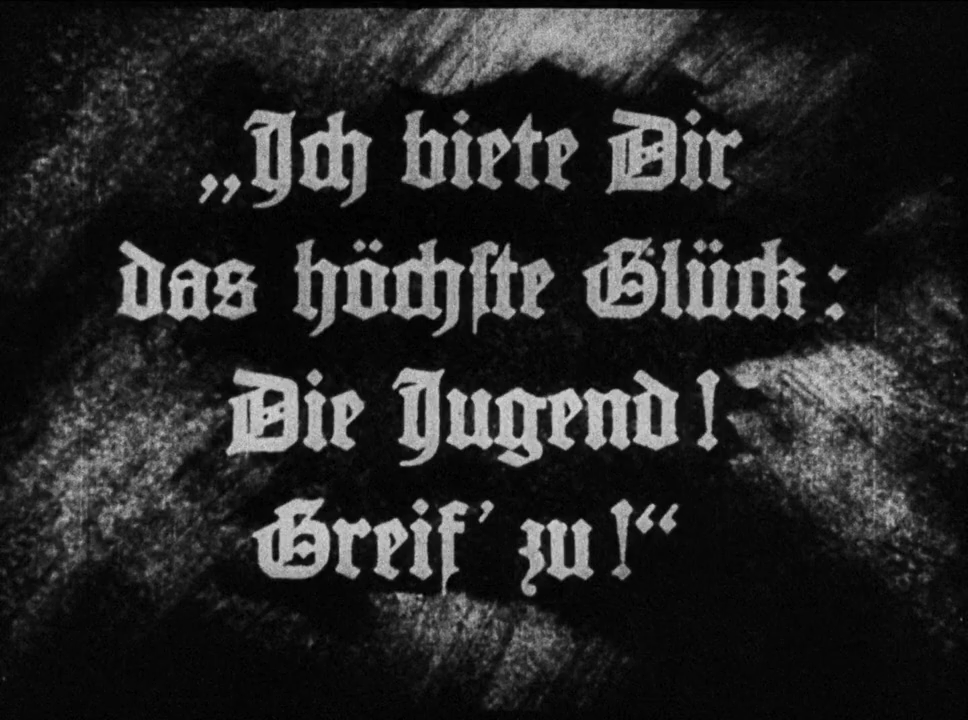 „Ich biete Dir
das höchſte Glück:
Die Jugend!
Greif’ zu!“